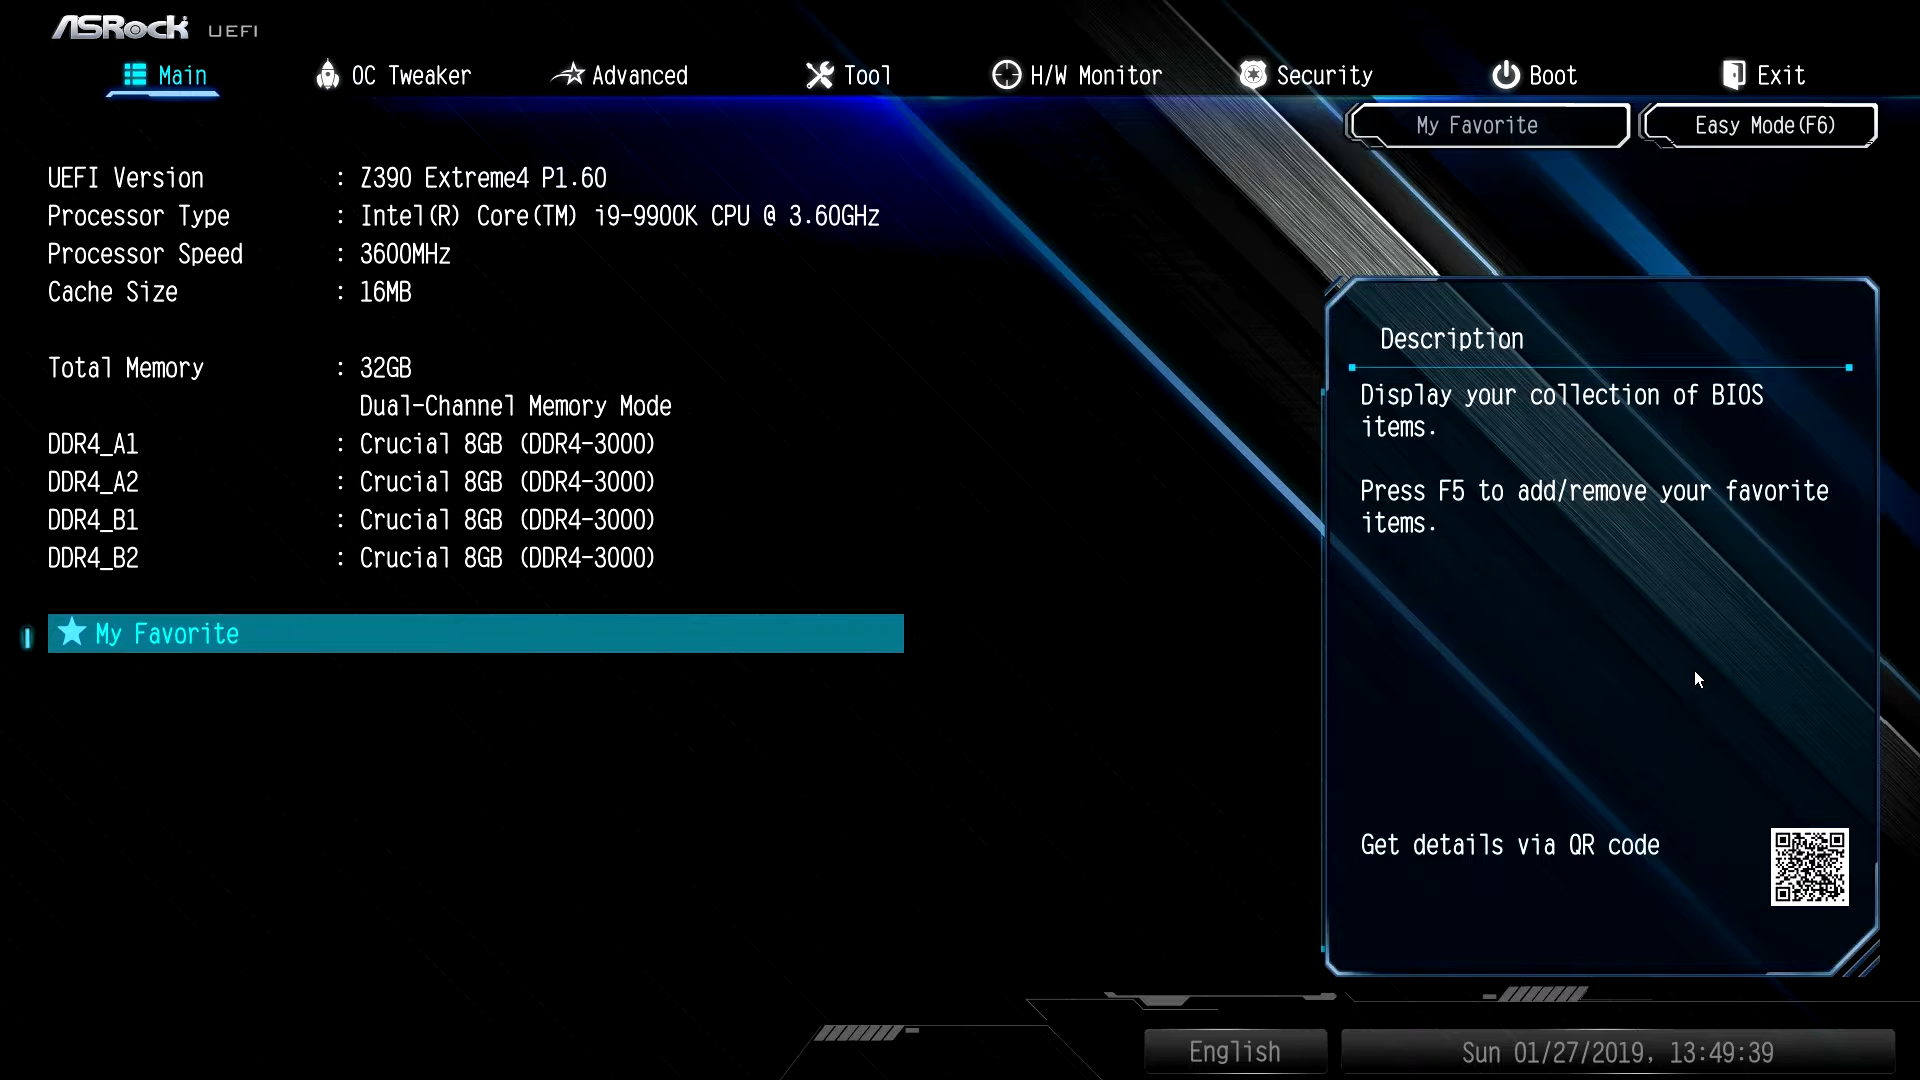 ASRock UEFI
Main OC Tweaker Advanced Tool H/W Monitor Security Boot Exit
My Favorite Easy Mode(F6)
UEFI Version : Z390 Extreme4 P1.60
Processor Type : Intel(R) Core(TM) i9-9900K CPU @ 3.60GHz
Processor Speed : 3600MHz
Cache Size : 16MB
Total Memory : 32GB
Dual-Channel Memory Mode
DDR4_A1 : Crucial 8GB (DDR4-3000)
DDR4_A2 : Crucial 8GB (DDR4-3000)
DDR4_B1 : Crucial 8GB (DDR4-3000)
DDR4_B2 : Crucial 8GB (DDR4-3000)
My Favorite
Description
Display your collection of BIOS
items.
Press F5 to add/remove your favorite
items.
Get details via QR code
English
Sun 01/27/2019, 13:49:39